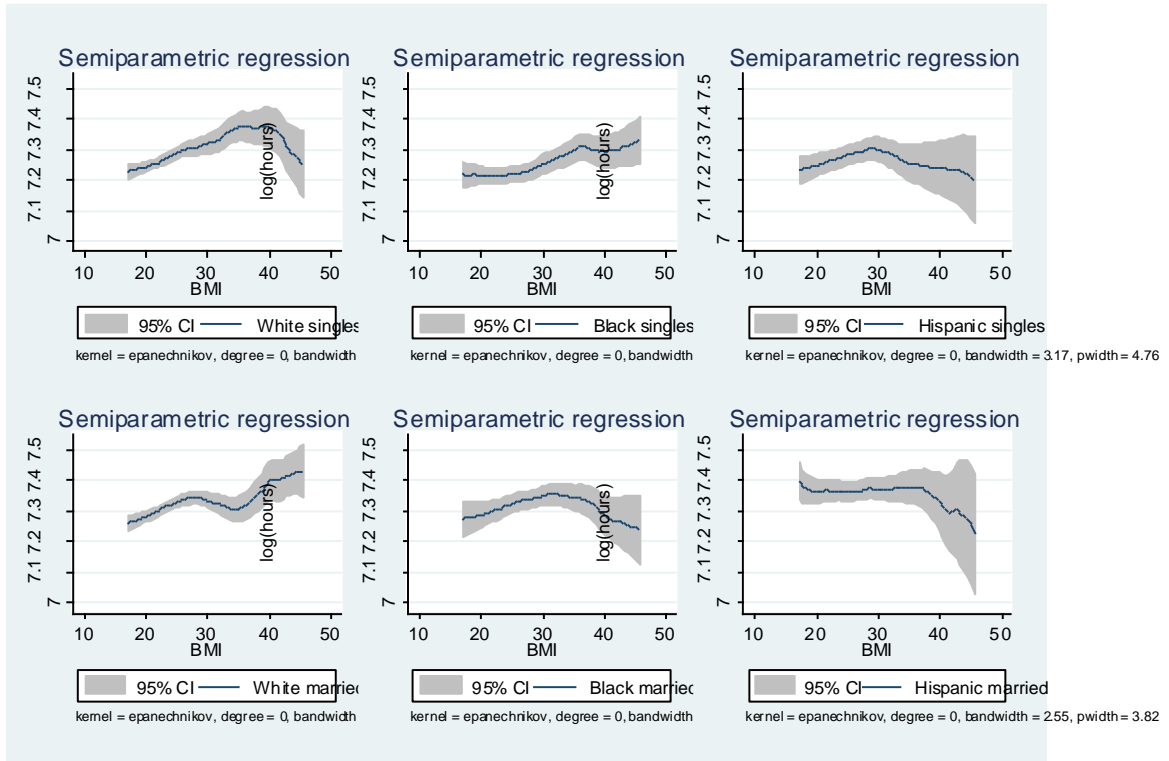 Semiparametric regression
7 7.1 7.2 7.3 7.4 7.5
10 20 30 40 50
BMI
95% CI White singles
kernel = epanechnikov, degree = 0, bandwidth
Semiparametric regression
log(hours)
7 7.1 7.2 7.3 7.4 7.5
10 20 30 40 50
BMI
95% CI Black singles
kernel = epanechnikov, degree = 0, bandwidth
Semiparametric regression
log(hours)
7 7.1 7.2 7.3 7.4 7.5
10 20 30 40 50
BMI
95% CI Hispanic singles
kernel = epanechnikov, degree = 0, bandwidth = 3.17, pwidth = 4.76
Semiparametric regression
7 7.1 7.2 7.3 7.4 7.5
10 20 30 40 50
BMI
95% CI White married
kernel = epanechnikov, degree = 0, bandwidth
Semiparametric regression
log(hours)
7 7.1 7.2 7.3 7.4 7.5
10 20 30 40 50
BMI
95% CI Black married
kernel = epanechnikov, degree = 0, bandwidth
Semiparametric regression
log(hours)
7 7.1 7.2 7.3 7.4 7.5
10 20 30 40 50
BMI
95% CI Hispanic married
kernel = epanechnikov, degree = 0, bandwidth = 2.55, pwidth = 3.82